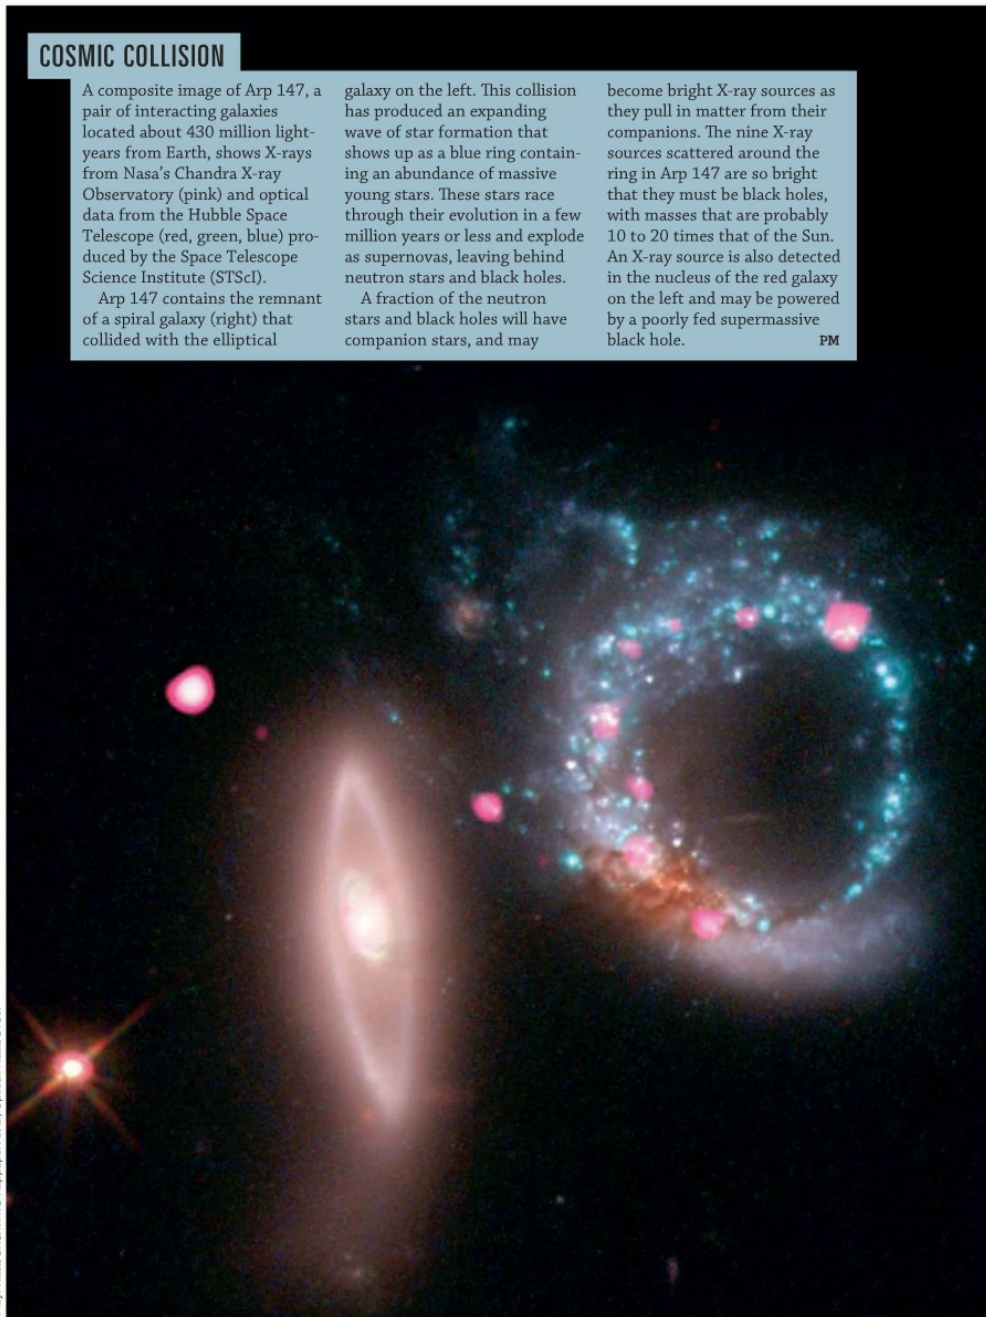 COSMIC COLLISION
A composite image of Arp 147, a
pair of interacting galaxies
located about 430 million light-
years from Earth, shows X-rays
from Nasa's Chandra X-ray
Observatory (pink) and optical
data from the Hubble Space
Telescope (red, green, blue) pro-
duced by the Space Telescope
Science Institute (STScI).
Arp 147 contains the remnant
of a spiral galaxy (right) that
collided with the elliptical
galaxy on the left. This collision
has produced an expanding
wave of star formation that
shows up as a blue ring contain-
ing an abundance of massive
young stars. These stars race
through their evolution in a few
million years or less and explode
as supernovas, leaving behind
neutron stars and black holes.
A fraction of the neutron
stars and black holes will have
companion stars, and may
become bright X-ray sources as
they pull in matter from their
companions. The nine X-ray
sources scattered around the
ring in Arp 147 are so bright
that they must be black holes,
with masses that are probably
10 to 20 times that of the Sun.
An X-ray source is also detected
in the nucleus of the red galaxy
on the left and may be powered
by a poorly fed supermassive
black hole. PM